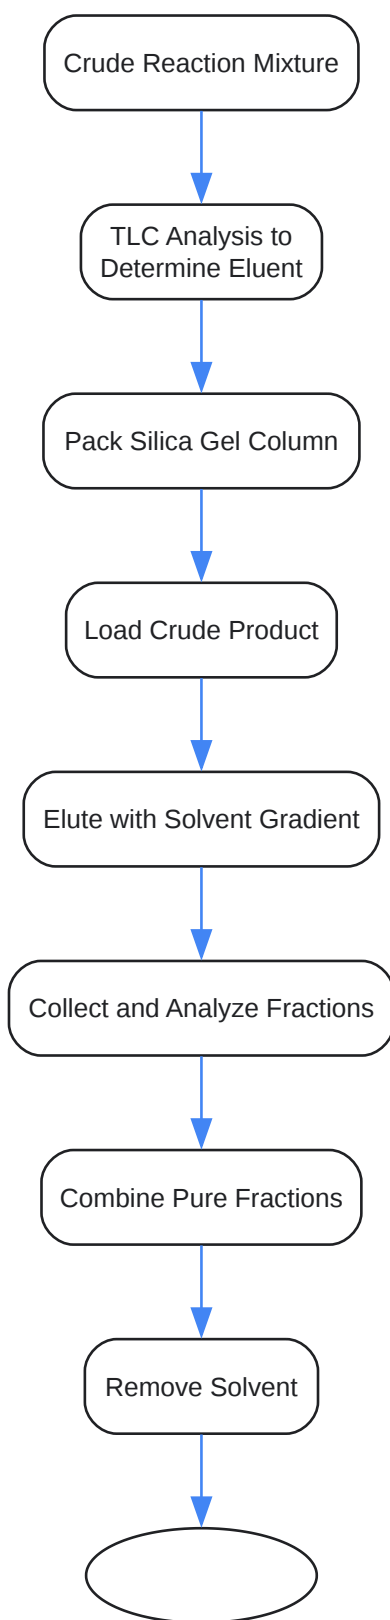 Crude Reaction Mixture
TLC Analysis to
Determine Eluent
Pack Silica Gel Column
Load Crude Product
Elute with Solvent Gradient
Collect and Analyze Fractions
Combine Pure Fractions
Remove Solvent